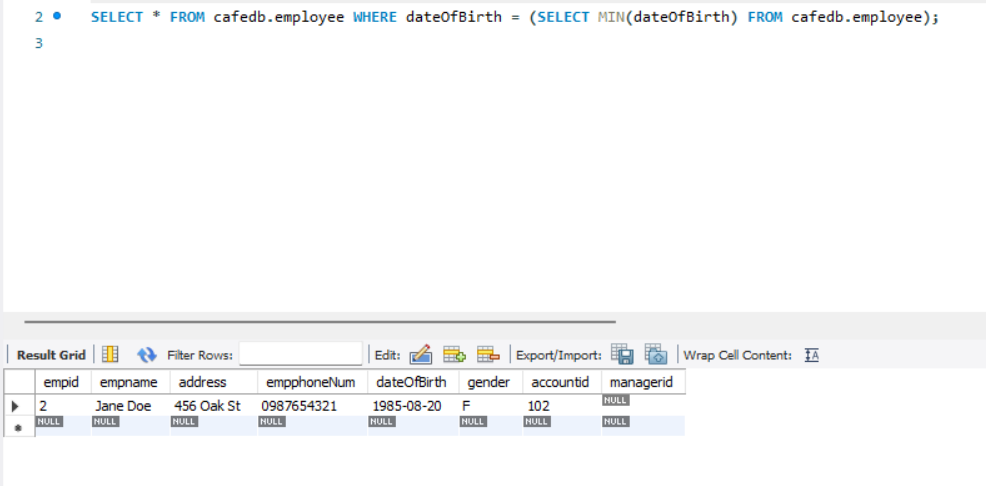 2 SELECT * FROM cafedb.employee WHERE dateOfBirth = (SELECT MIN(dateOfBirth) FROM cafedb.employee);
3
Result Grid Filter Rows: Edit: Export/Import: Wrap Cell Content: IA
empid empname address empphoneNum dateOfBirth gender accountid managerid
2 Jane Doe 456 Oak St 0987654321 1985-08-20 F 102 NULL
NULL NULL NULL NULL NULL NULL NULL NULL